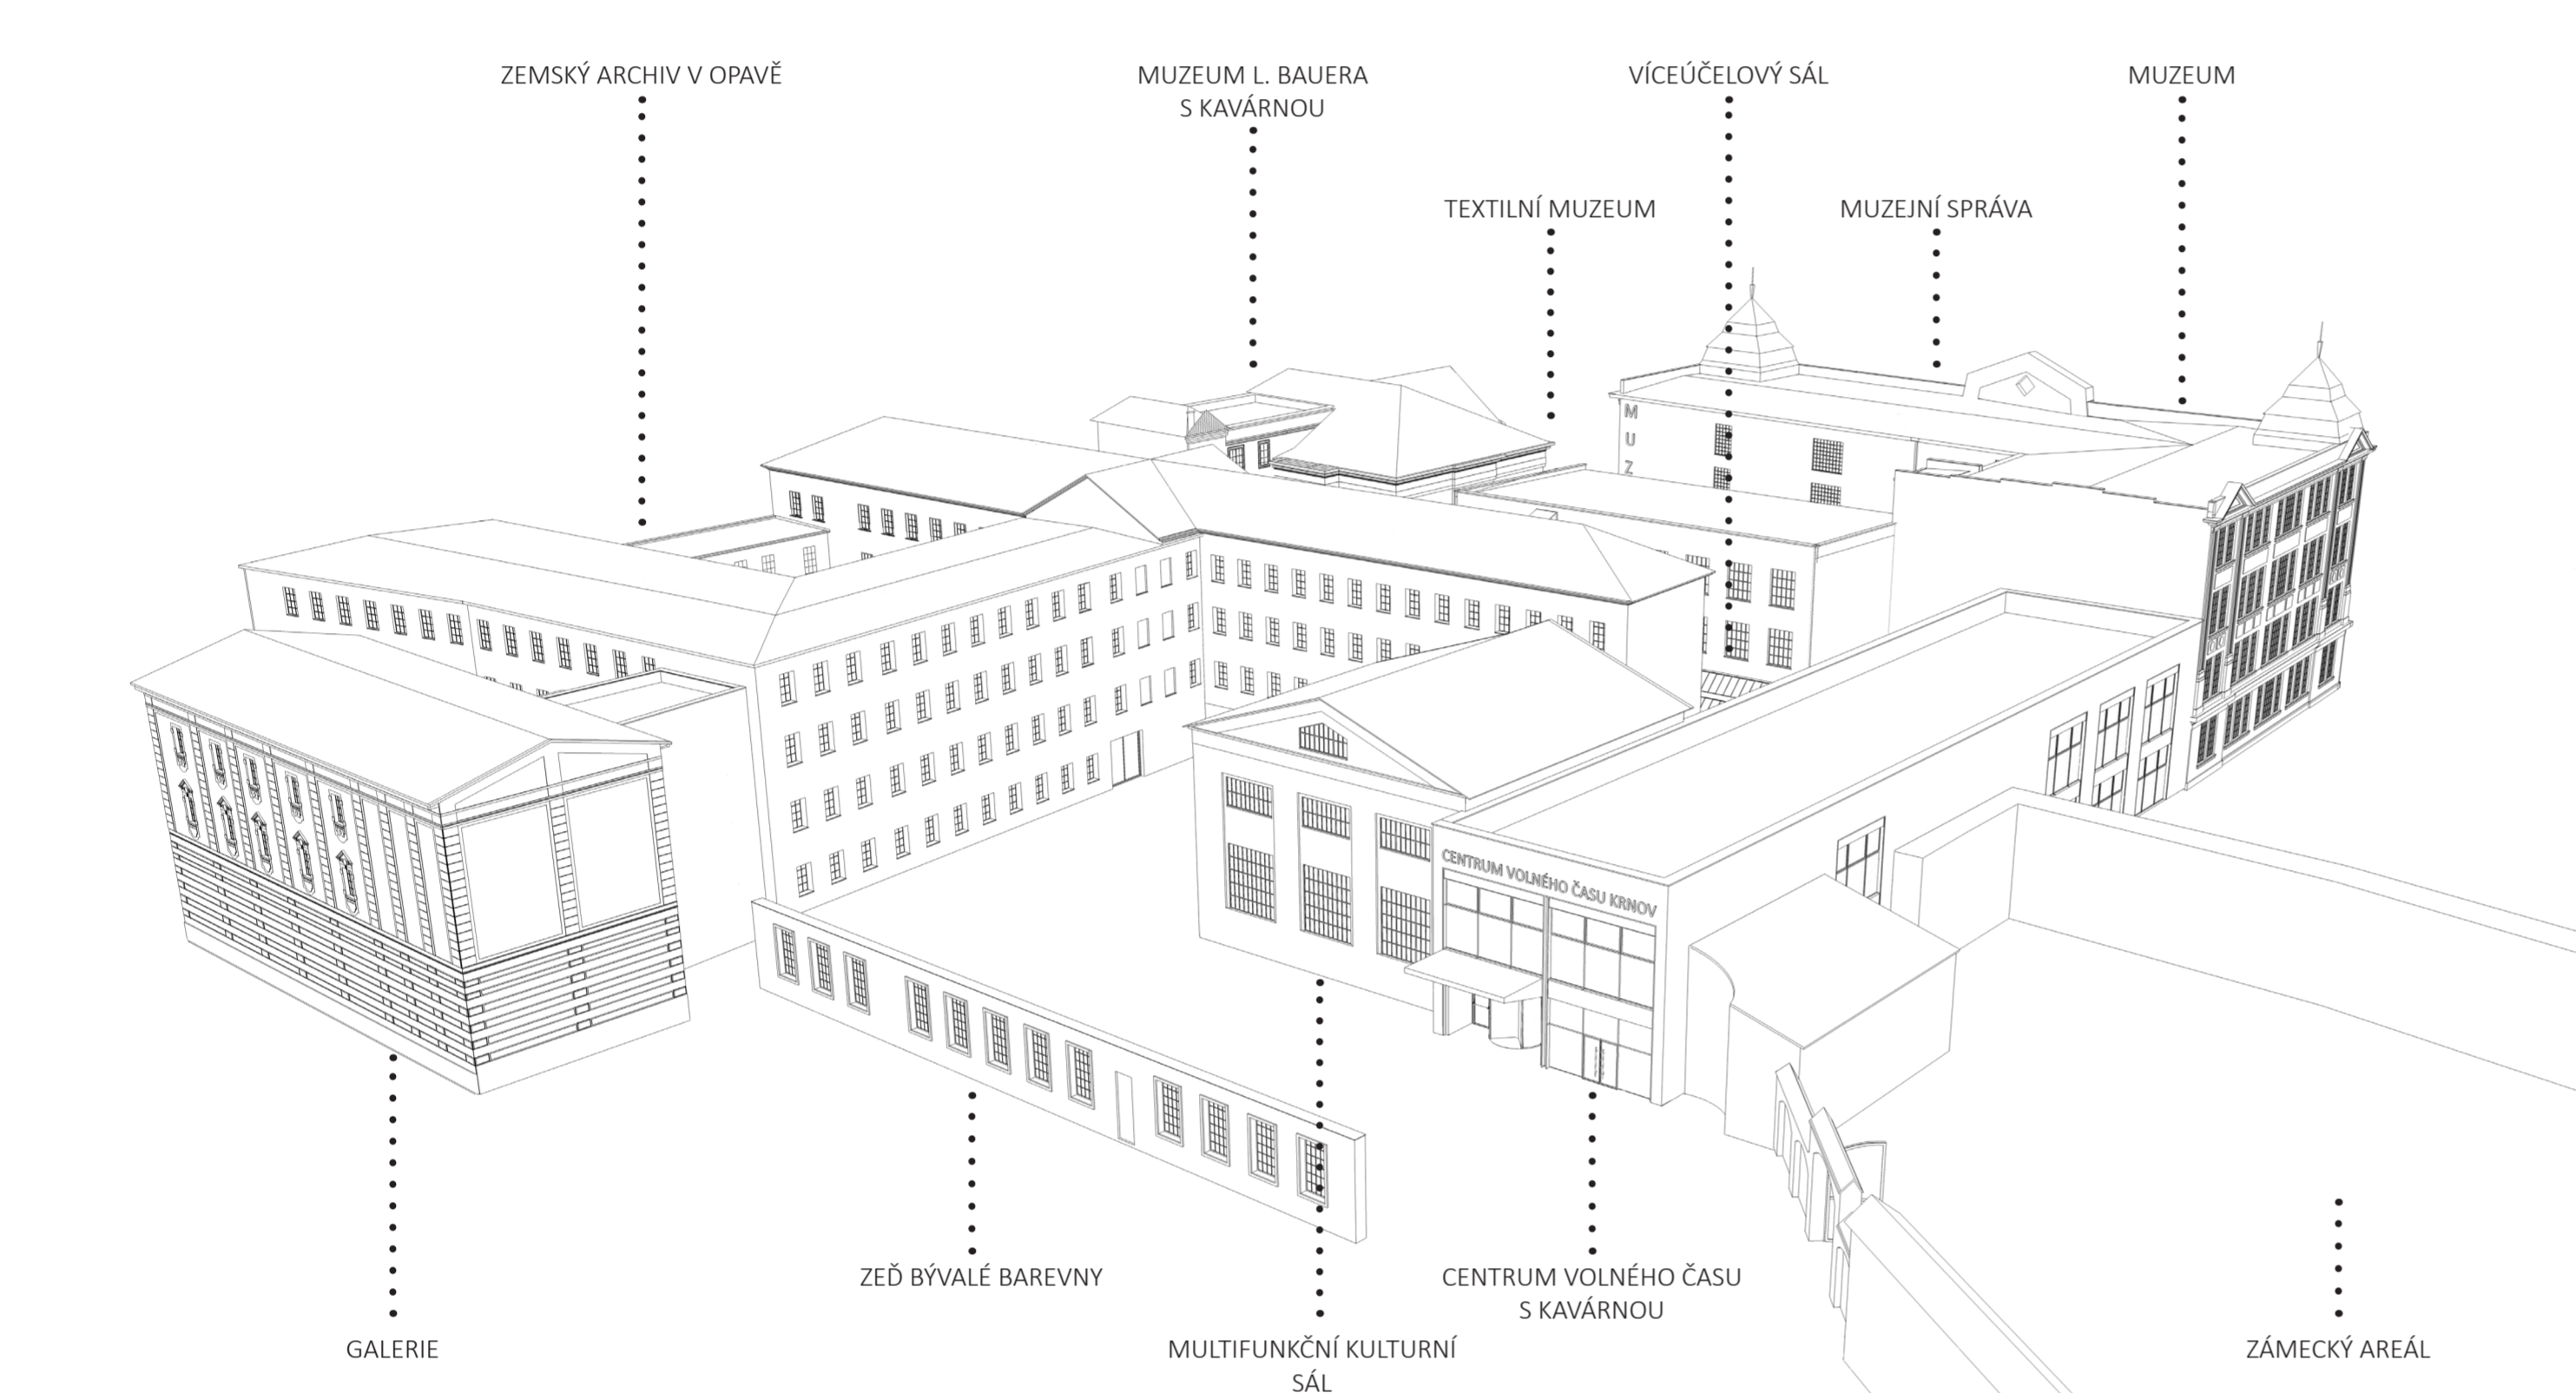 ZEMSKÝ ARCHIV V OPAVĚ
MUZEUM L. BAUERA
S KAVÁRNOU
VÍCEÚČELOVÝ SÁL
MUZEUM
TEXTILNÍ MUZEUM
MUZEJNÍ SPRÁVA
M
U
Z
CENTRUM VOLNÉHO ČASU KRNOV
ZEĎ BÝVALÉ BAREVNY
CENTRUM VOLNÉHO ČASU
S KAVÁRNOU
GALERIE
MULTIFUNKČNÍ KULTURNÍ
SÁL
ZÁMECKÝ AREÁL